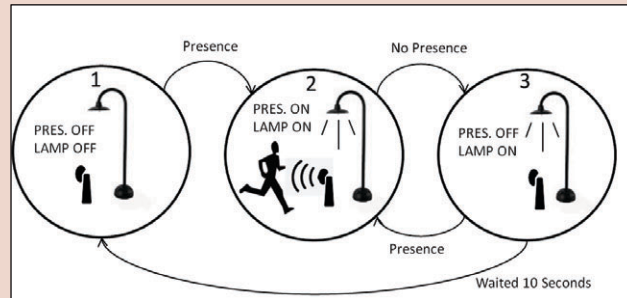 Presence
No Presence
1
2
3
PRES. OFF
LAMP OFF
PRES. ON
LAMP ON
PRES. OFF
LAMP ON
Presence
Waited 10 Seconds